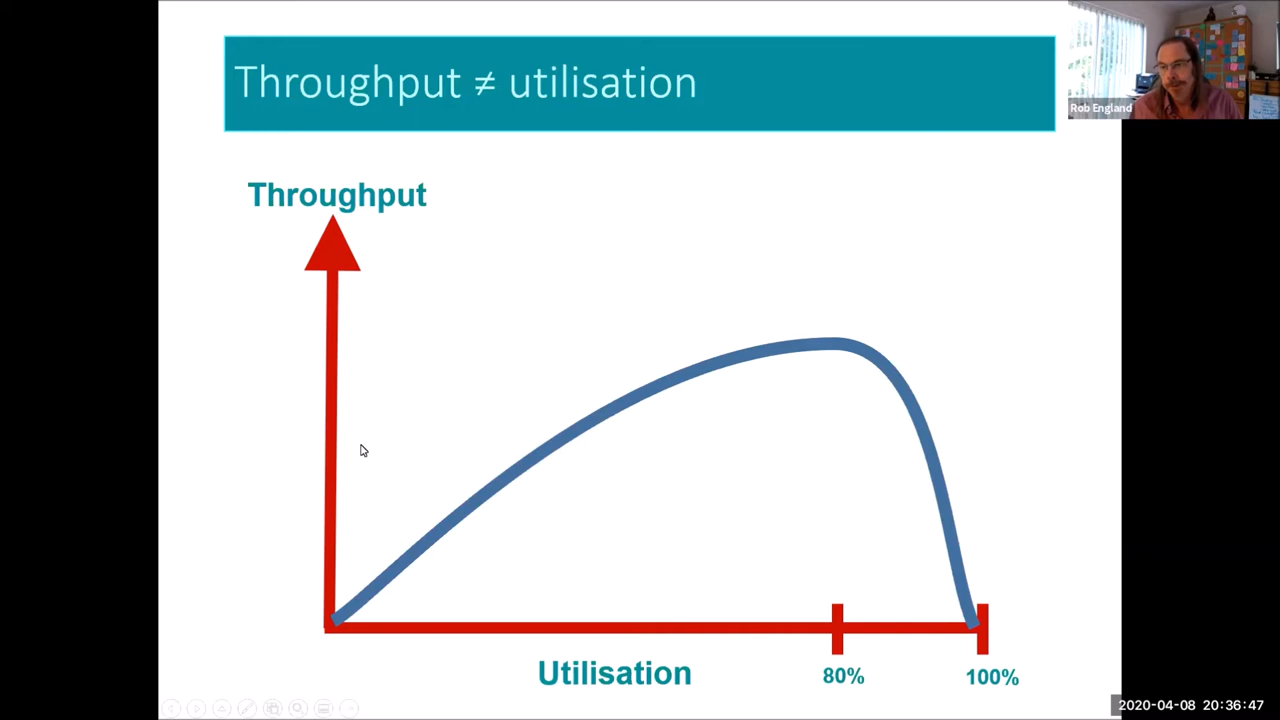 Throughput ≠ utilisation
Rob England
Throughput
Utilisation
80%
100%
2020-04-08 20:36:47